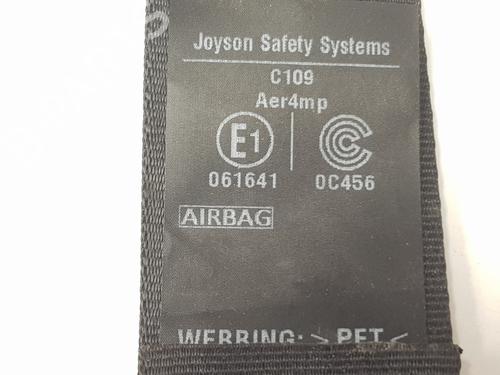 Joyson Safety Systems
C109
Aer4mp
E1
061641 0C456
AIRBAG
WEBBING: > PET <